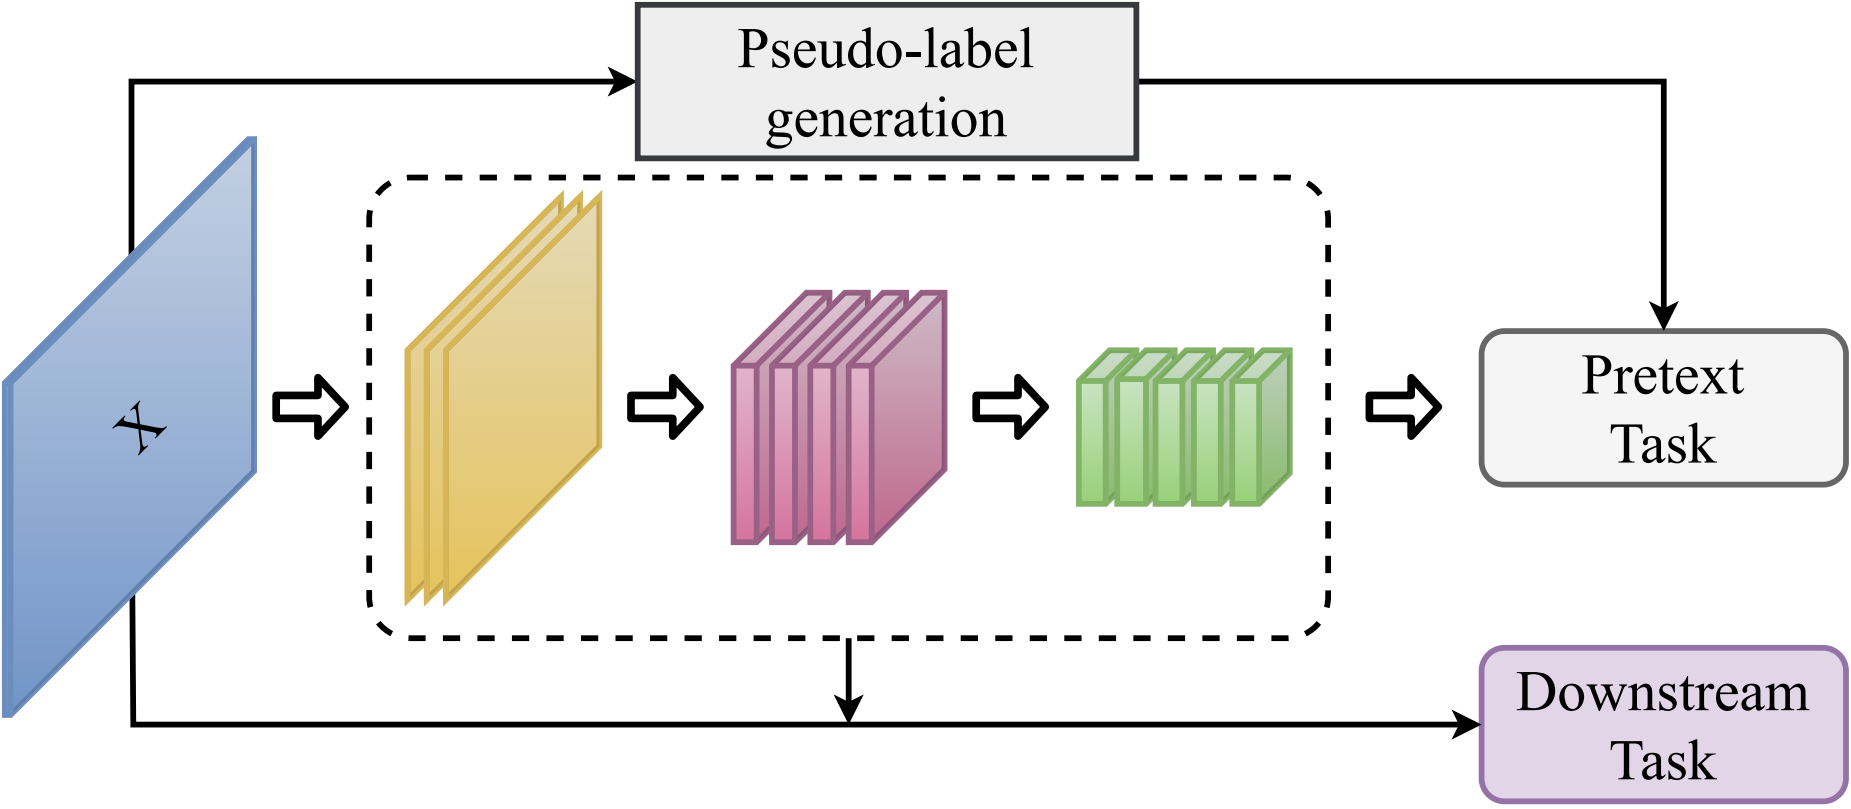 Pseudo-label
generation
X
Pretext
Task
Downstream
Task